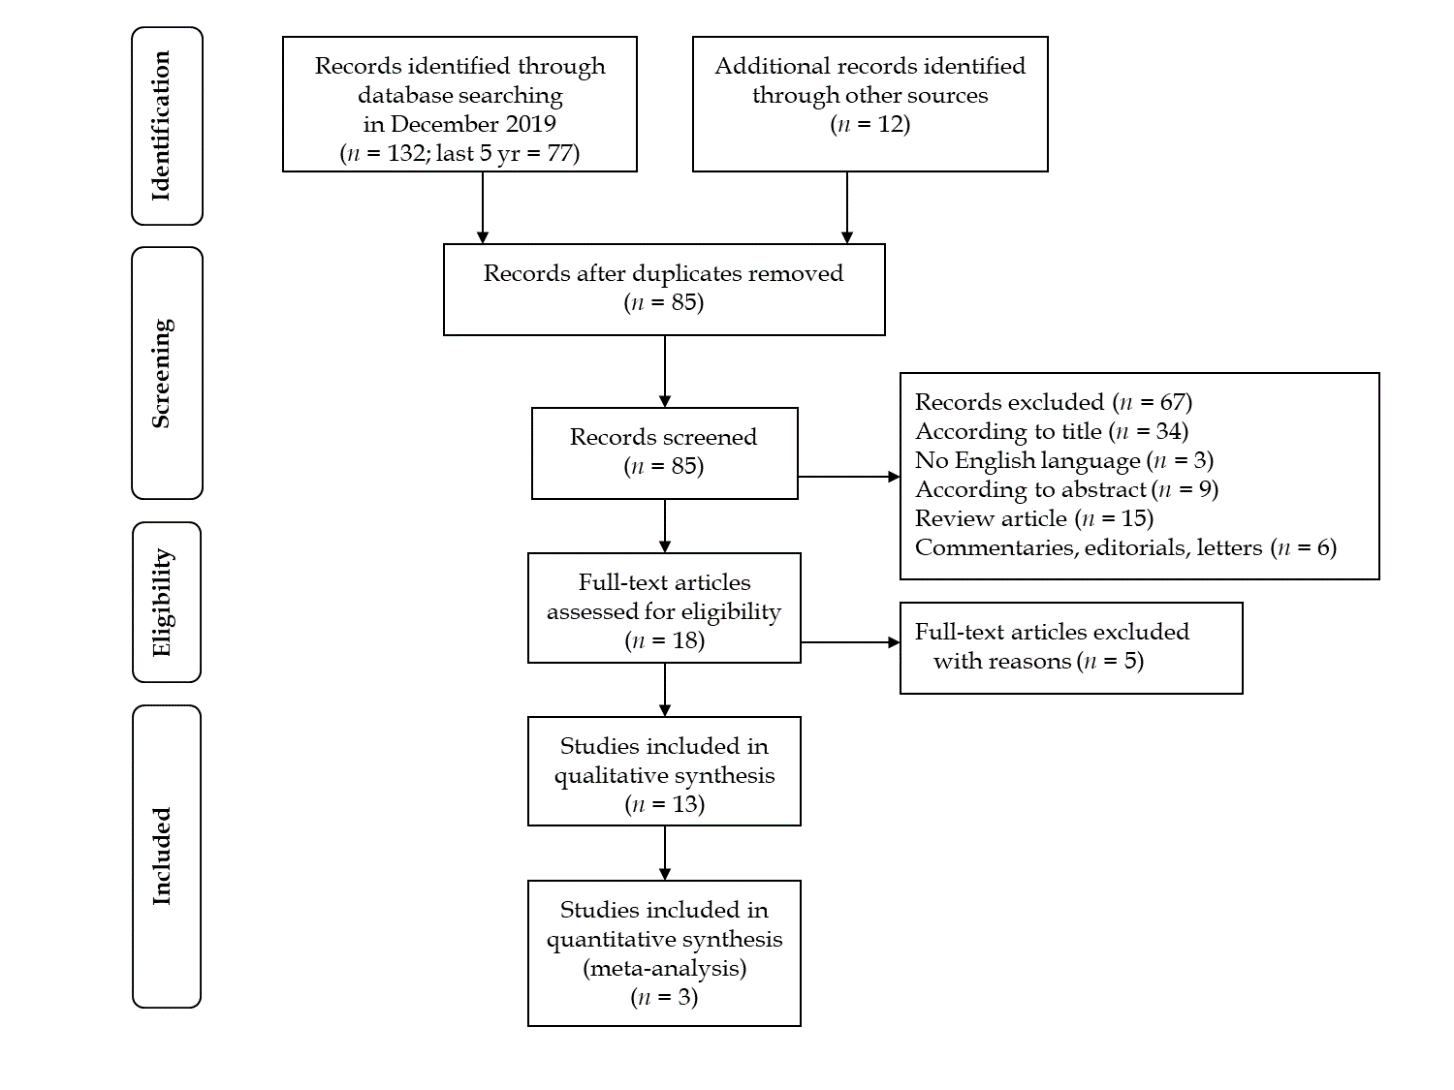 Identification
Records identified through
database searching
in December 2019
(n = 132; last 5 yr = 77)
Additional records identified
through other sources
(n = 12)
Screening
Records after duplicates removed
(n = 85)
Records screened
(n = 85)
Records excluded (n = 67)
According to title (n = 34)
No English language (n = 3)
According to abstract (n = 9)
Review article (n = 15)
Commentaries, editorials, letters (n = 6)
Eligibility
Full-text articles
assessed for eligibility
(n = 18)
Full-text articles excluded
with reasons (n = 5)
Included
Studies included in
qualitative synthesis
(n = 13)
Studies included in
quantitative synthesis
(meta-analysis)
(n = 3)